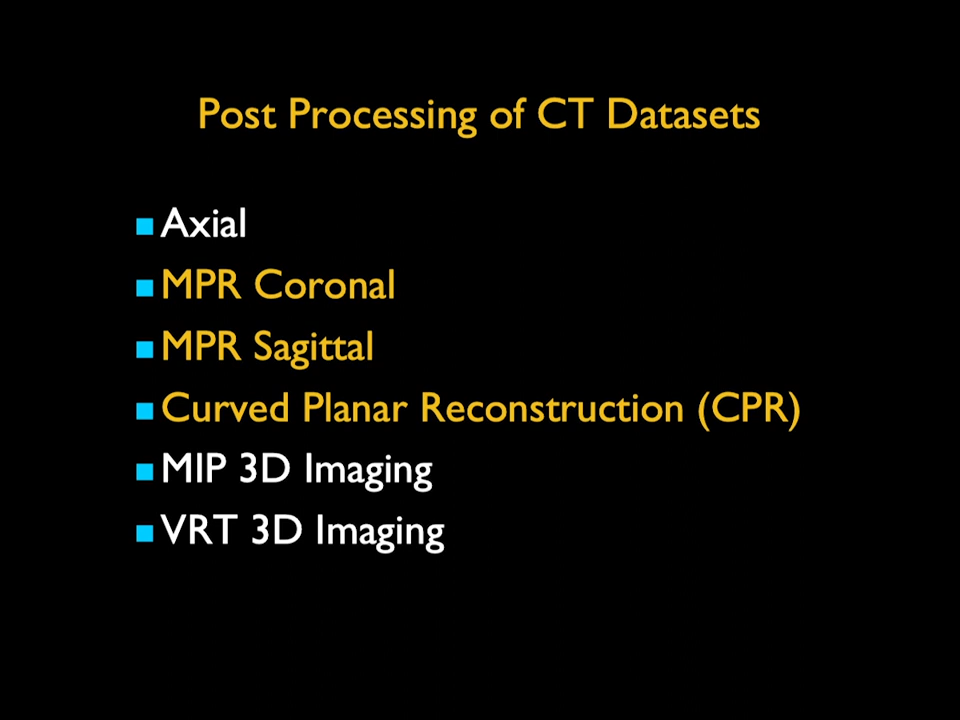 Post Processing of CT Datasets
Axial
MPR Coronal
MPR Sagittal
Curved Planar Reconstruction (CPR)
MIP 3D Imaging
VRT 3D Imaging